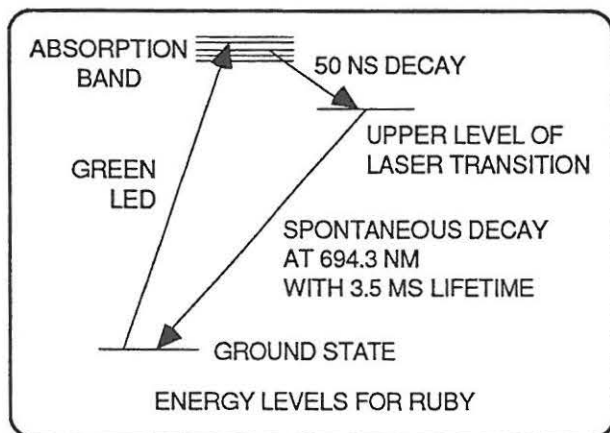 ABSORPTION
BAND
50 NS DECAY
UPPER LEVEL OF
LASER TRANSITION
GREEN
LED
SPONTANEOUS DECAY
AT 694.3 NM
WITH 3.5 MS LIFETIME
GROUND STATE
ENERGY LEVELS FOR RUBY